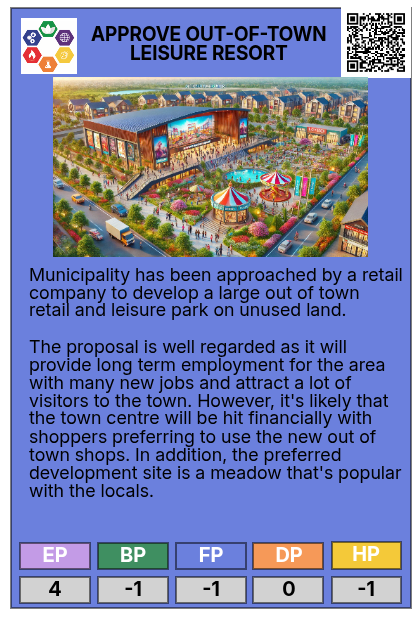 APPROVE OUT-OF-TOWN
LEISURE RESORT
Municipality has been approached by a retail
company to develop a large out of town
retail and leisure park on unused land.
The proposal is well regarded as it will
provide long term employment for the area
with many new jobs and attract a lot of
visitors to the town. However, it's likely that
the town centre will be hit financially with
shoppers preferring to use the new out of
town shops. In addition, the preferred
development site is a meadow that's popular
with the locals.
EP BP FP DP HP
4 -1 -1 0 -1